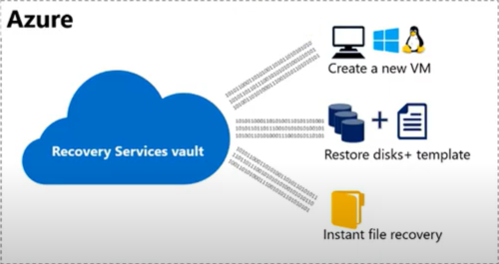 Azure
Recovery Services vault
Create a new VM
Restore disks+ template
Instant file recovery